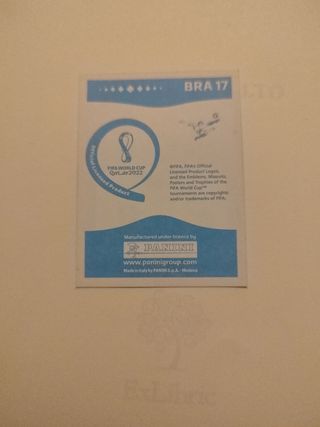 BRA 17
Official Licensed Product
FIFA WORLD CUP
Qatar2022
©FIFA, FIFA's Official
Licensed Product Logos,
and the Emblems, Mascots,
Posters and Trophies of the
FIFA World Cup™
tournaments are copyrights
and/or trademarks of FIFA.
Manufactured under licence by
PANINI
www.paninigroup.com
Made in Italy by PANINI S.p.A. - Modena
ExLibric